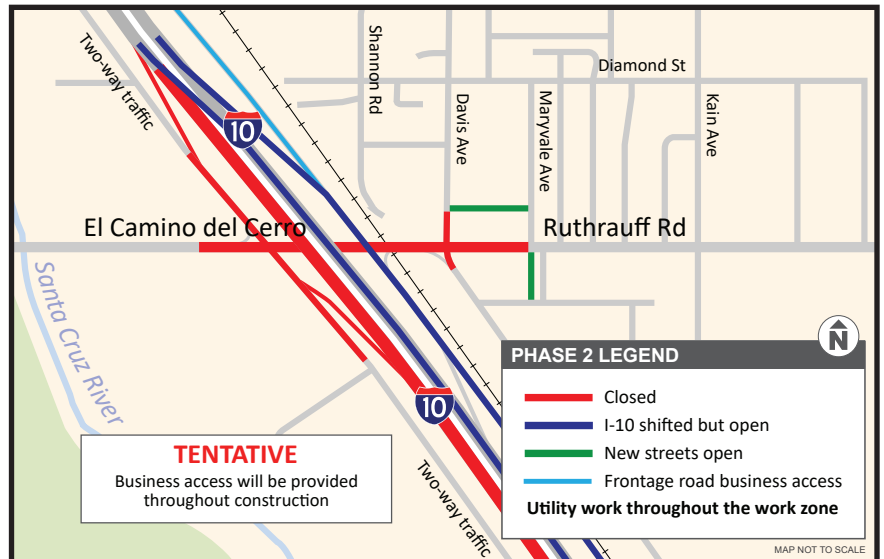 Two-way traffic
Shannon Rd
Davis Ave
Maryvale Ave
Diamond St
Kain Ave
10
El Camino del Cerro
Ruthrauff Rd
Santa Cruz River
10
Two-way traffic
TENTATIVE
Business access will be provided
throughout construction
N
PHASE 2 LEGEND
Closed
I-10 shifted but open
New streets open
Frontage road business access
Utility work throughout the work zone
MAP NOT TO SCALE